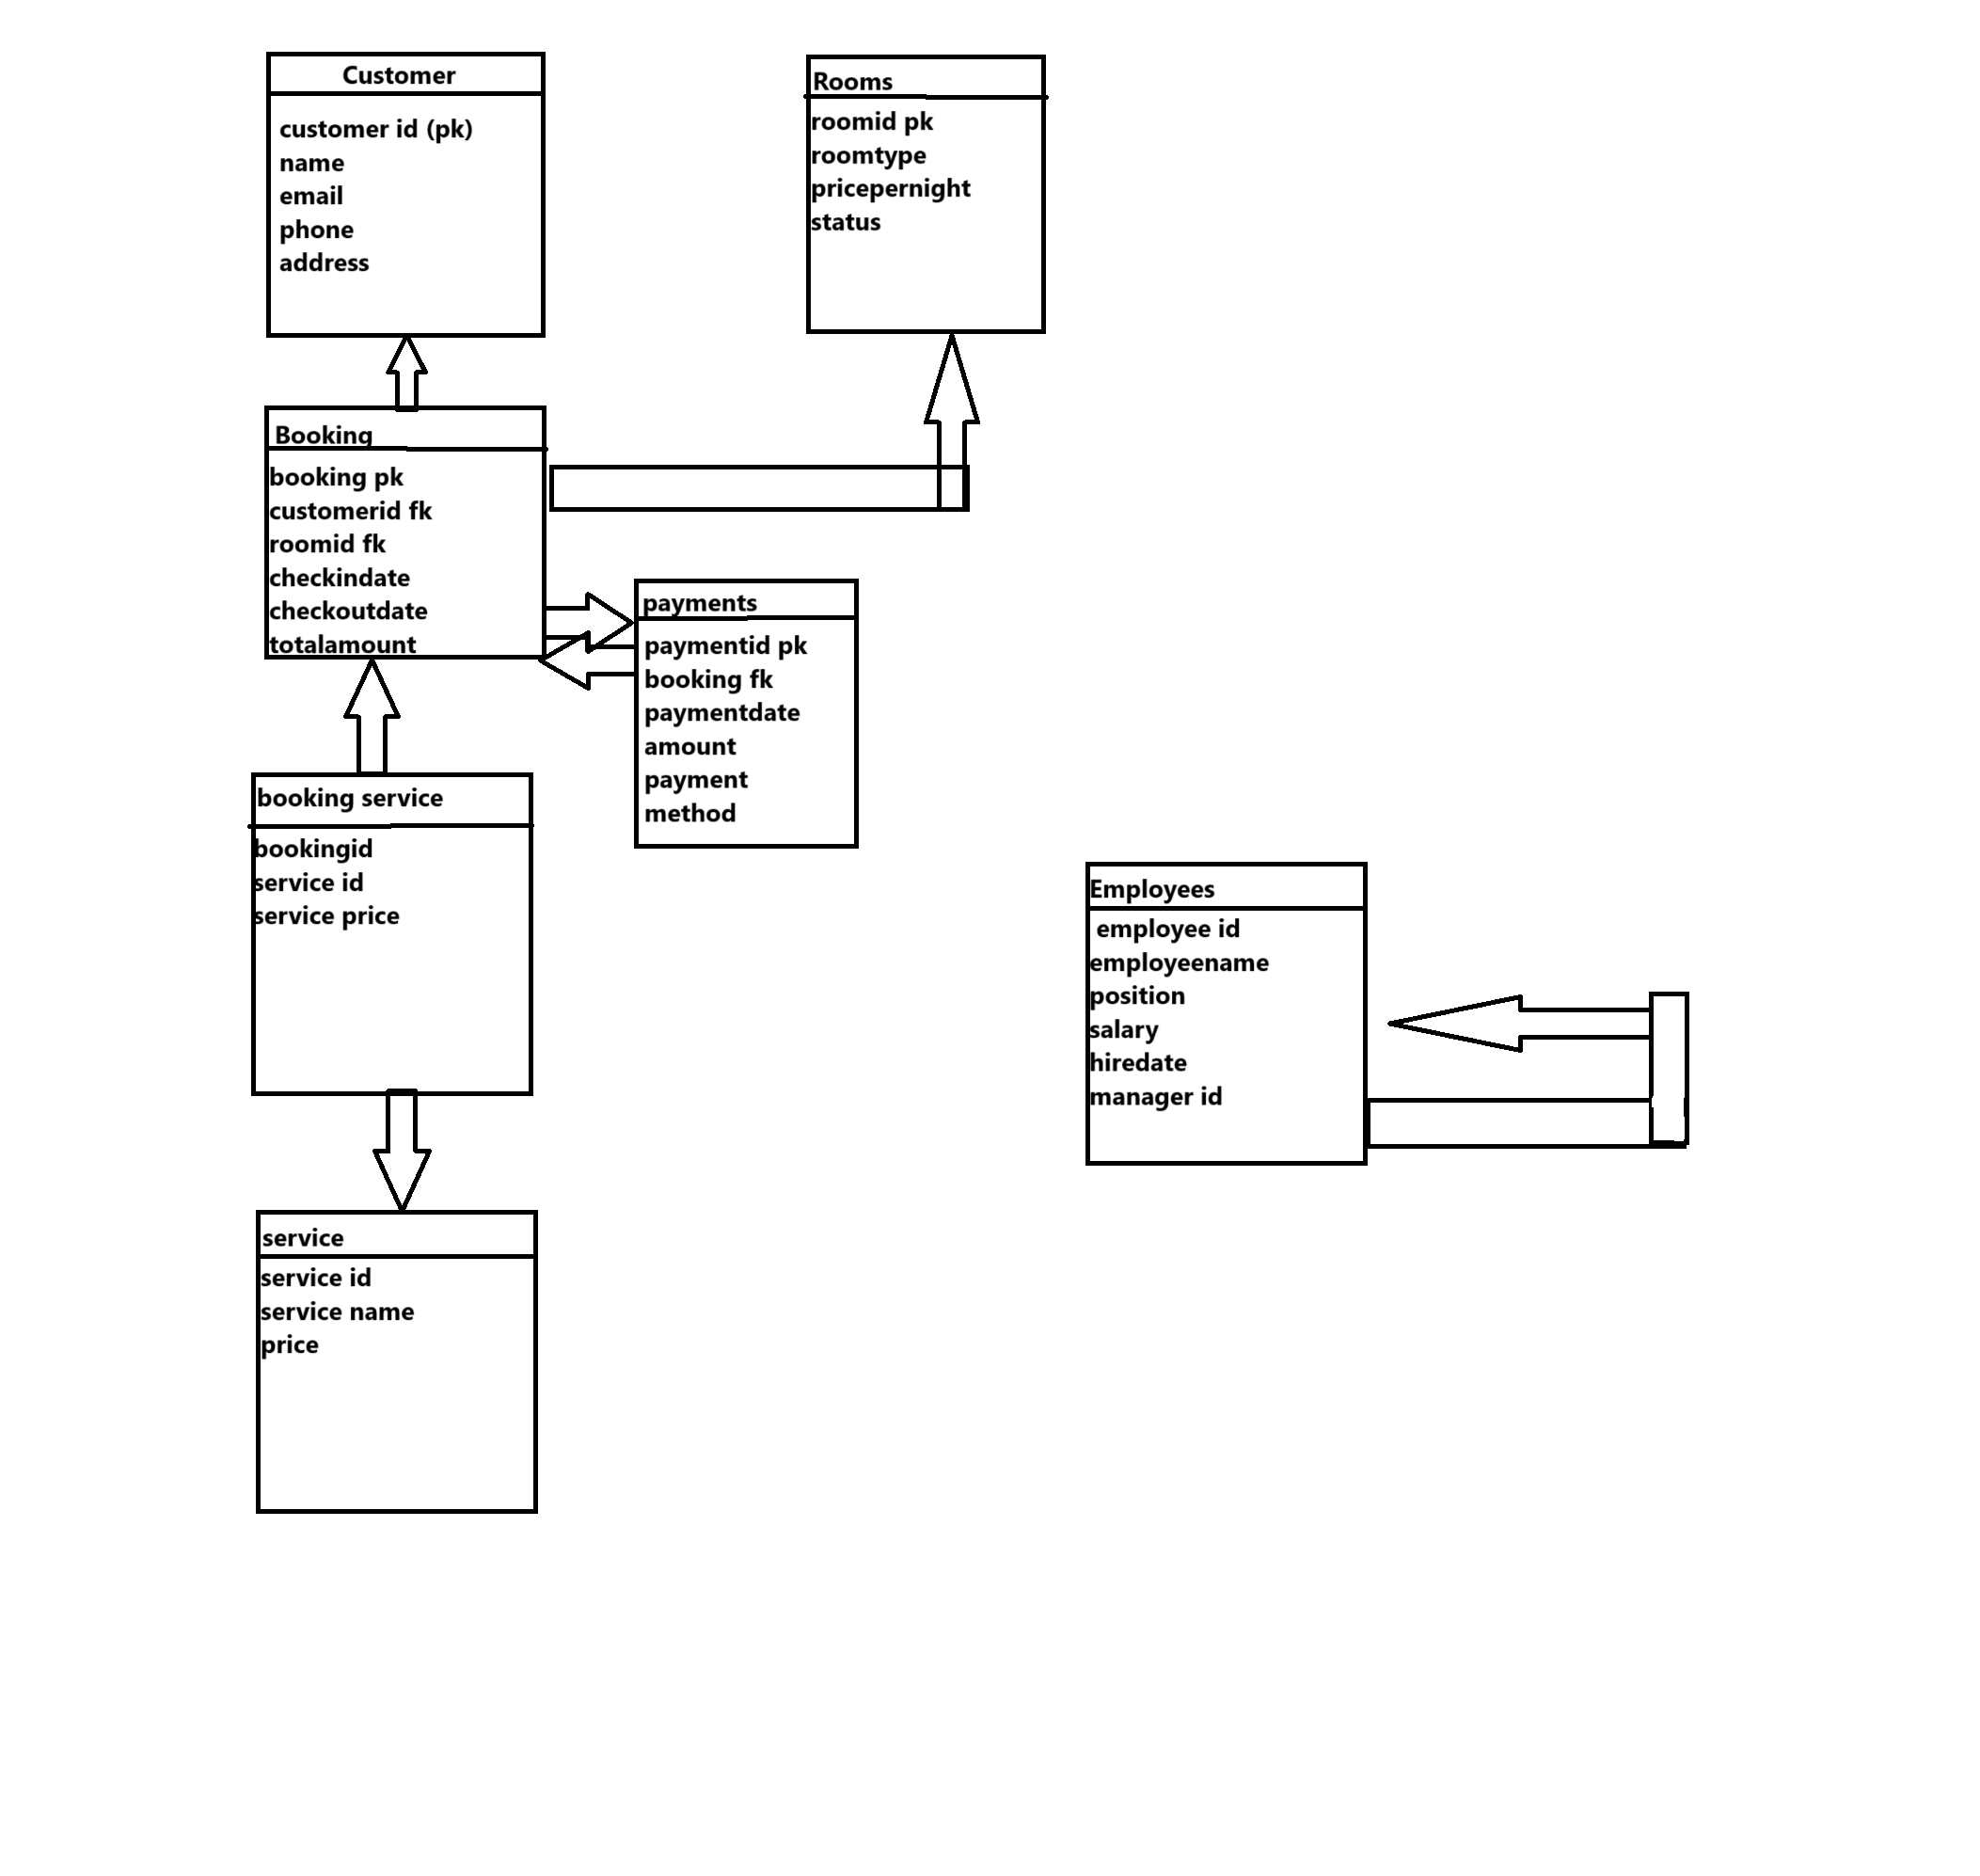 Customer
customer id (pk)
name
email
phone
address
Rooms
roomid pk
roomtype
pricepernight
status
Booking
booking pk
customerid fk
roomid fk
checkindate
checkoutdate
totalamount
payments
paymentid pk
booking fk
paymentdate
amount
payment
method
booking service
bookingid
service id
service price
Employees
employee id
employeename
position
salary
hiredate
manager id
service
service id
service name
price